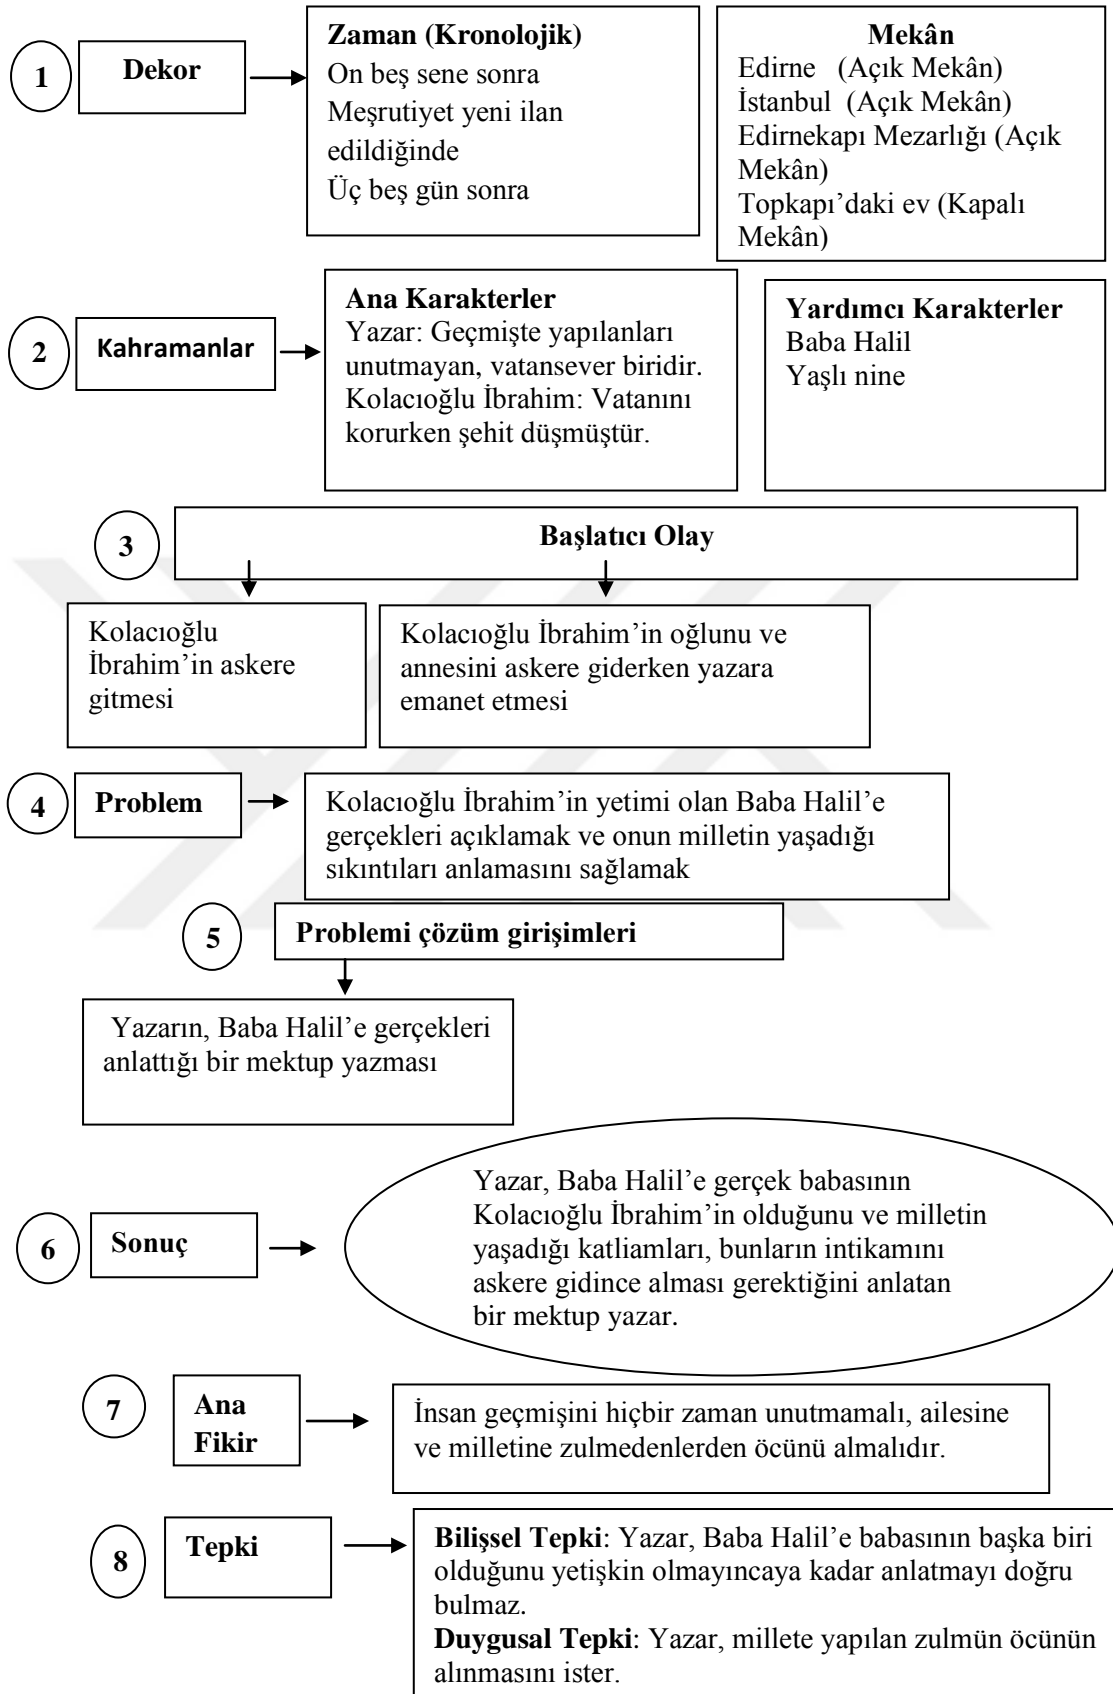 1
Dekor
Zaman (Kronolojik)
On beş sene sonra
Meşrutiyet yeni ilan
edildiğinde
Üç beş gün sonra
Mekân
Edirne (Açık Mekân)
İstanbul (Açık Mekân)
Edirnekapı Mezarlığı (Açık
Mekân)
Topkapı’daki ev (Kapalı
Mekân)
2
Kahramanlar
Ana Karakterler
Yazar: Geçmişte yapılanları
unutmayan, vatansever biridir.
Kolacıoğlu İbrahim: Vatanını
korurken şehit düşmüştür.
Yardımcı Karakterler
Baba Halil
Yaşlı nine
3
Başlatıcı Olay
Kolacıoğlu
İbrahim’in askere
gitmesi
Kolacıoğlu İbrahim’in oğlunu ve
annesini askere giderken yazara
emanet etmesi
4
Problem
Kolacıoğlu İbrahim’in yetimi olan Baba Halil’e
gerçekleri açıklamak ve onun milletin yaşadığı
sıkıntıları anlamasını sağlamak
5
Problemi çözüm girişimleri
Yazarın, Baba Halil’e gerçekleri
anlattığı bir mektup yazması
6
Sonuç
Yazar, Baba Halil’e gerçek babasının
Kolacıoğlu İbrahim’in olduğunu ve milletin
yaşadığı katliamları, bunların intikamını
askere gidince alması gerektiğini anlatan
bir mektup yazar.
7
Ana
Fikir
İnsan geçmişini hiçbir zaman unutmamalı, ailesine
ve milletine zulmedenlerden öcünü almalıdır.
8
Tepki
Bilişsel Tepki: Yazar, Baba Halil’e babasının başka biri
olduğunu yetişkin olmayıncaya kadar anlatmayı doğru
bulmaz.
Duygusal Tepki: Yazar, millete yapılan zulmün öcünün
alınmasını ister.